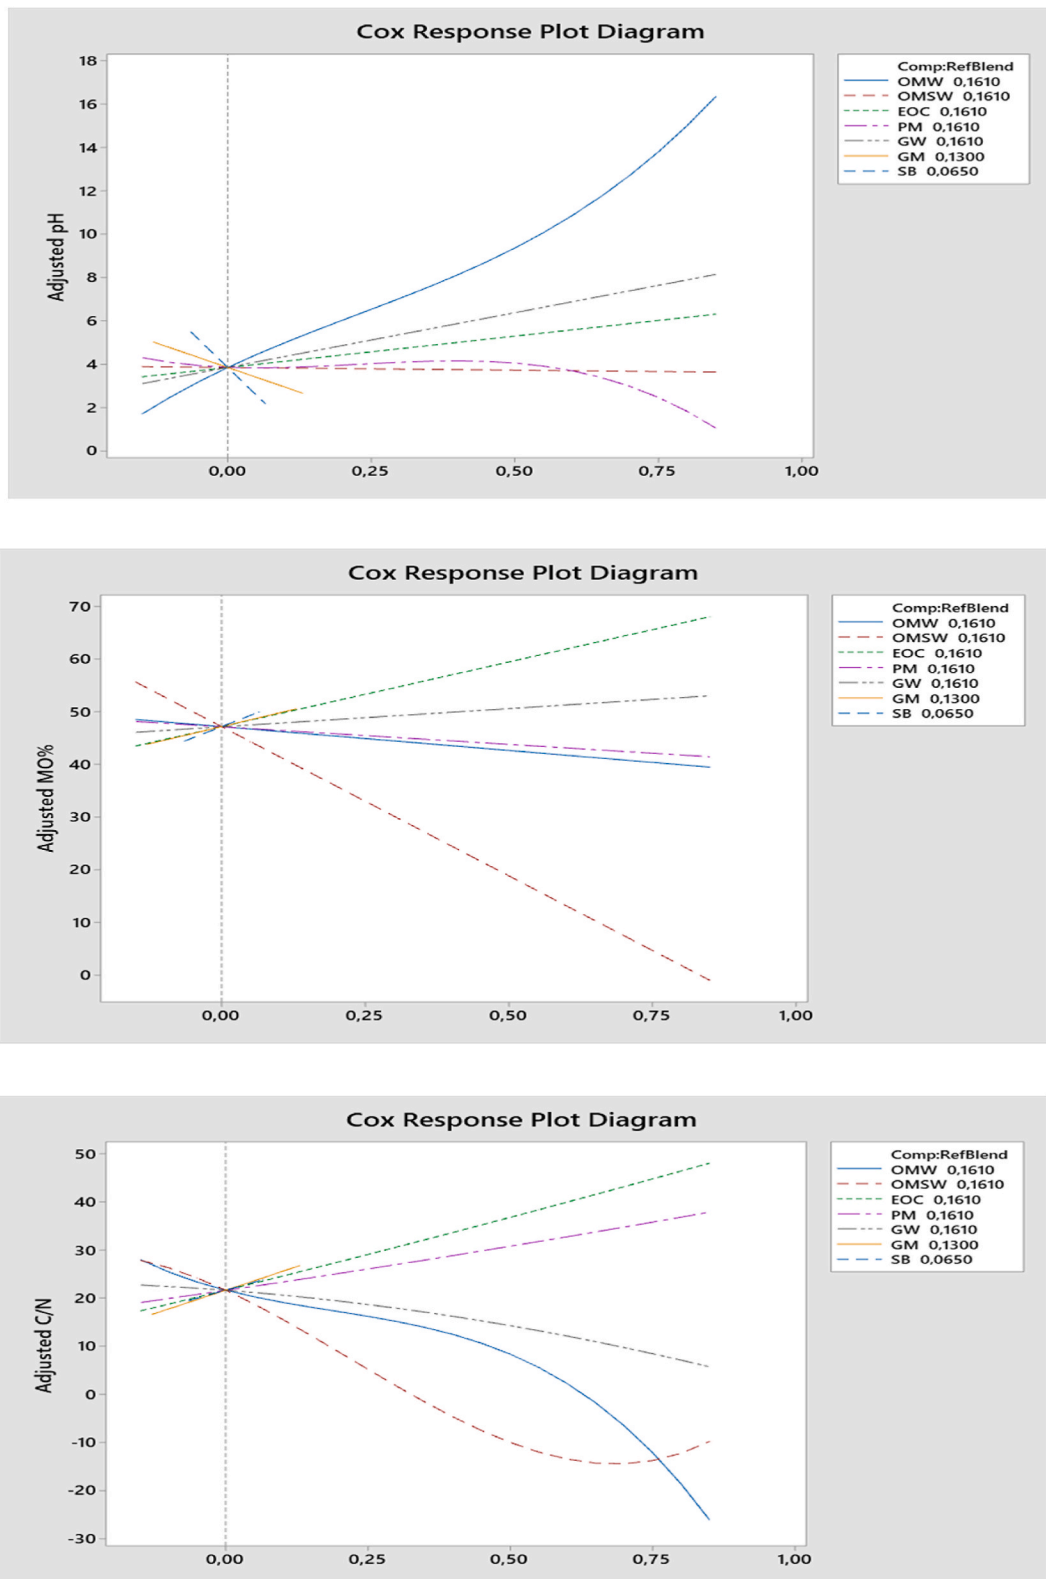 Cox Response Plot Diagram
18
16
14
12
10
8
6
4
2
0
Adjusted pH
0,00 0,25 0,50 0,75 1,00
Comp:RefBlend
OMW 0,1610
OMSW 0,1610
EOC 0,1610
PM 0,1610
GW 0,1610
GM 0,1300
SB 0,0650
Cox Response Plot Diagram
70
60
50
40
30
20
10
0
Adjusted MO%
0,00 0,25 0,50 0,75 1,00
Comp:RefBlend
OMW 0,1610
OMSW 0,1610
EOC 0,1610
PM 0,1610
GW 0,1610
GM 0,1300
SB 0,0650
Cox Response Plot Diagram
50
40
30
20
10
0
-10
-20
-30
Adjusted C/N
0,00 0,25 0,50 0,75 1,00
Comp:RefBlend
OMW 0,1610
OMSW 0,1610
EOC 0,1610
PM 0,1610
GW 0,1610
GM 0,1300
SB 0,0650